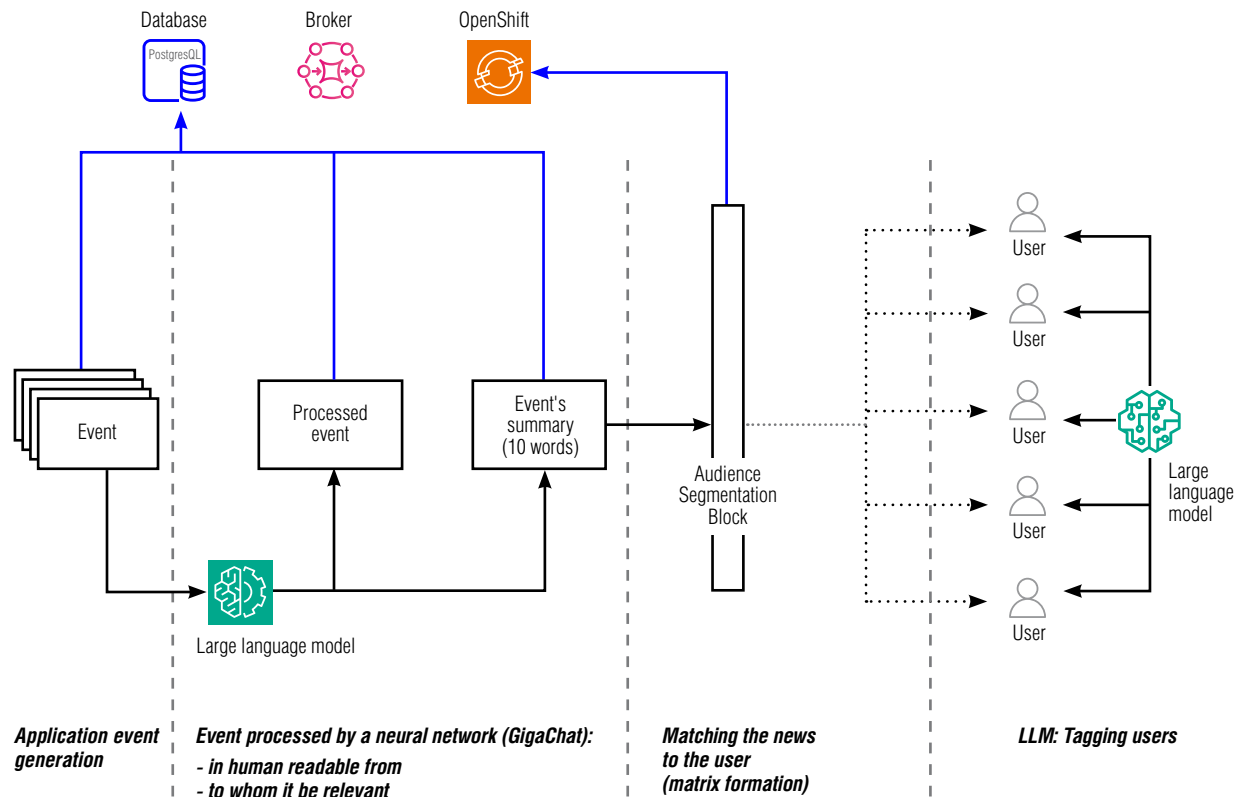 Database
Broker
OpenShift
PostgresQL
User
User
User
User
User
Event
Processed
event
Event's
summary
(10 words)
Audience
Segmentation
Block
Large
language
model
Large language model
Application event
generation
Event processed by a neural network (GigaChat):
- in human readable from
- to whom it be relevant
Matching the news
to the user
(matrix formation)
LLM: Tagging users